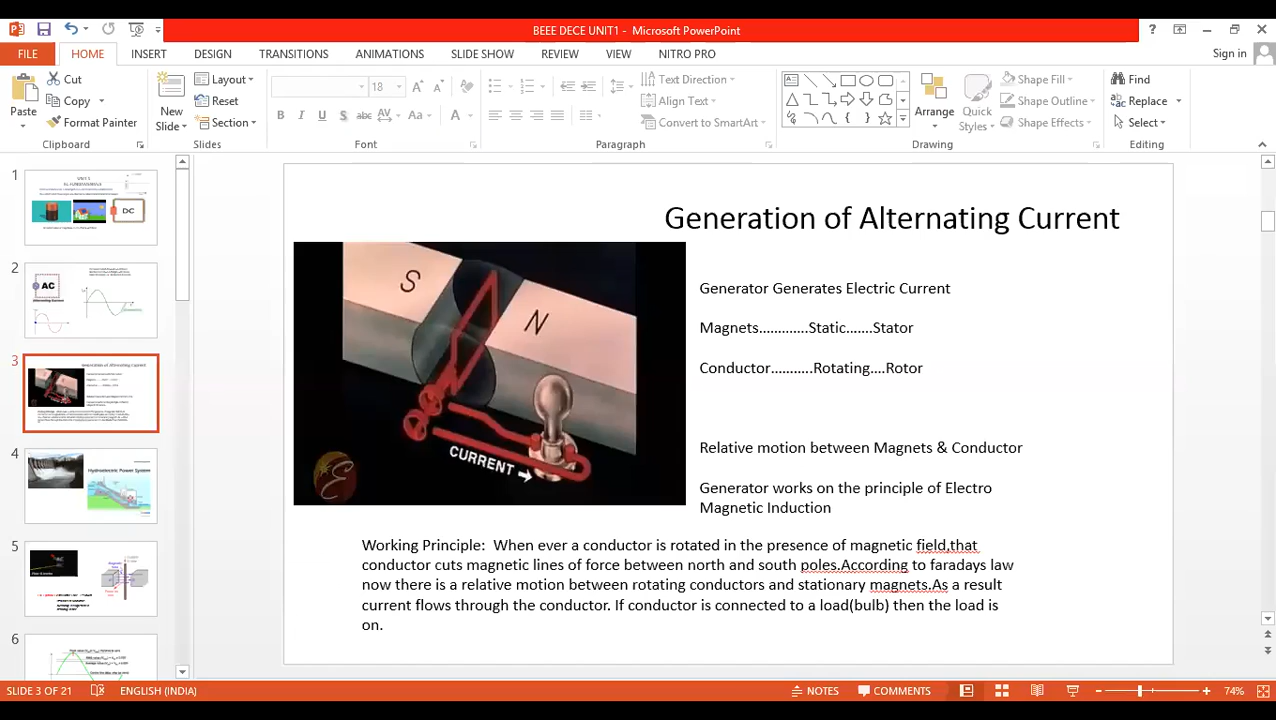 BEEE DECE UNIT1 - Microsoft PowerPoint
FILE HOME INSERT DESIGN TRANSITIONS ANIMATIONS SLIDE SHOW REVIEW VIEW NITRO PRO Sign in
Cut
Copy
Format Painter
Paste
Clipboard
New
Slide
Layout
Reset
Section
Slides
18
Font
Text Direction
Align Text
Convert to SmartArt
Paragraph
Arrange
Quick
Styles
Shape Fill
Shape Outline
Shape Effects
Drawing
Find
Replace
Select
Editing
1
DC
2
AC
3
4
Hydroelectric Power System
5
6
Generation of Alternating Current
S
N
CURRENT
Generator Generates Electric Current
Magnets............Static.......Stator
Conductor..........Rotating....Rotor
Relative motion between Magnets & Conductor
Generator works on the principle of Electro
Magnetic Induction
Working Principle: When ever a conductor is rotated in the presence of magnetic field,that
conductor cuts magnetic lines of force between north and south poles.According to faradays law
now there is a relative motion between rotating conductors and stationary magnets.As a result
current flows through the conductor. If conductor is connected to a load(bulb) then the load is
on.
SLIDE 3 OF 21 ENGLISH (INDIA) NOTES COMMENTS 74%